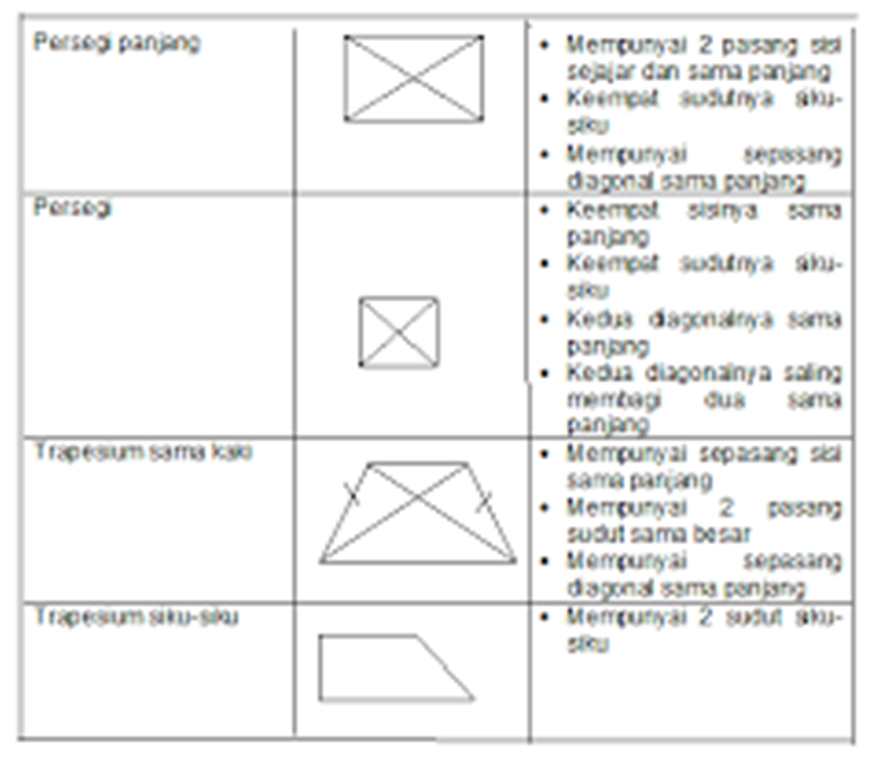 Persegi panjang
• Mempunyai 2 pasang sisi
sejajar dan sama panjang
• Keempat sudutnya siku-
siku
• Mempunyai sepasang
diagonal sama panjang
Persegi
• Keempat sisinya sama
panjang
• Keempat sudutnya siku-
siku
• Kedua diagonalnya sama
panjang
• Kedua diagonalnya saling
membagi dua sama
panjang
Trapesium sama kaki
• Mempunyai sepasang sisi
sama panjang
• Mempunyai 2 pasang
sudut sama besar
• Mempunyai sepasang
diagonal sama panjang
Trapesium siku-siku
• Mempunyai 2 sudut siku-
siku